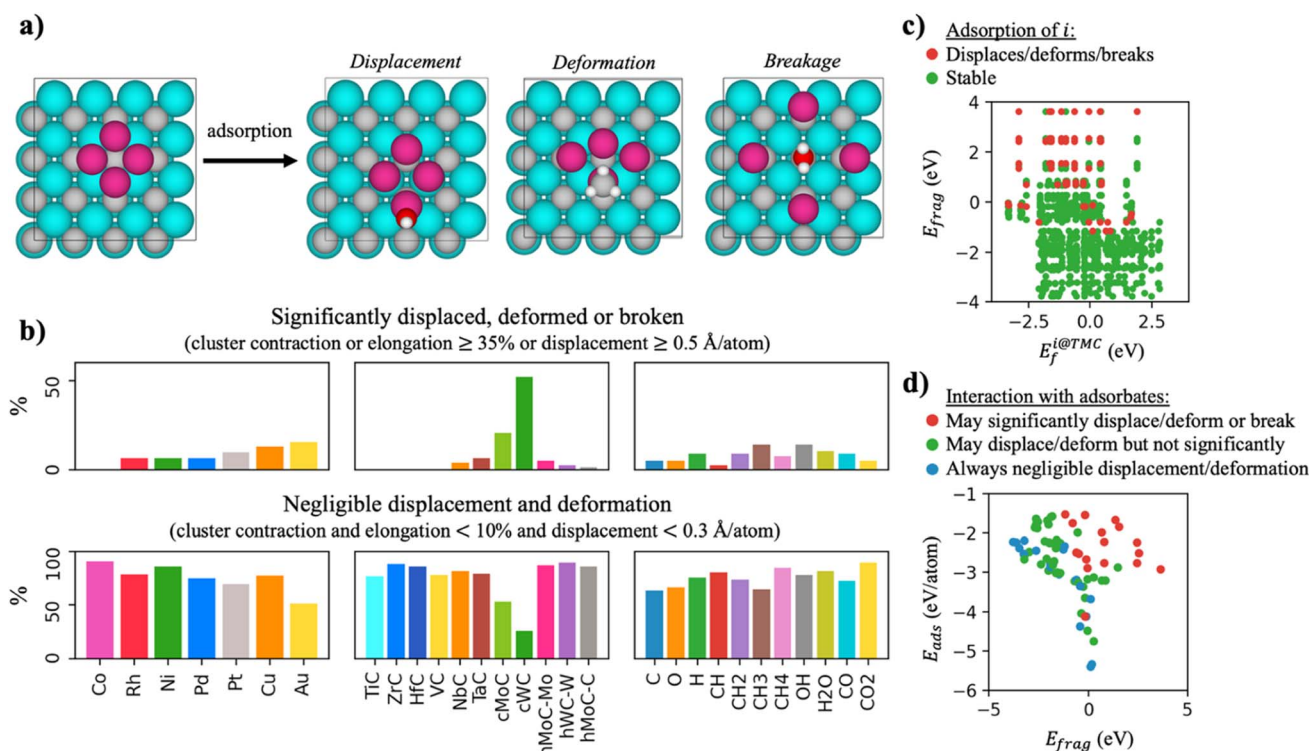 a)
adsorption
Displacement
Deformation
Breakage
b)
Significantly displaced, deformed or broken
(cluster contraction or elongation ≥ 35% or displacement ≥ 0.5 Å/atom)
%
50
0
Negligible displacement and deformation
(cluster contraction and elongation < 10% and displacement < 0.3 Å/atom)
%
100
50
0
Co Rh Ni Pd Pt Cu Au
TiC ZrC HfC VC NbC TaC cMoC cWC hMoC-Mo hWC-W hMoC-C
C O H CH CH2 CH3 CH4 OH H2O CO CO2
c)
Adsorption of i:
Displaces/deforms/breaks
Stable
E_frag (eV)
4
2
0
−2
−4
−2.5 0.0 2.5
E_f^i@TMC (eV)
d)
Interaction with adsorbates:
May significantly displace/deform or break
May displace/deform but not significantly
Always negligible displacement/deformation
E_ads (eV/atom)
−1
−2
−3
−4
−5
−6
−5 0 5
E_frag (eV)